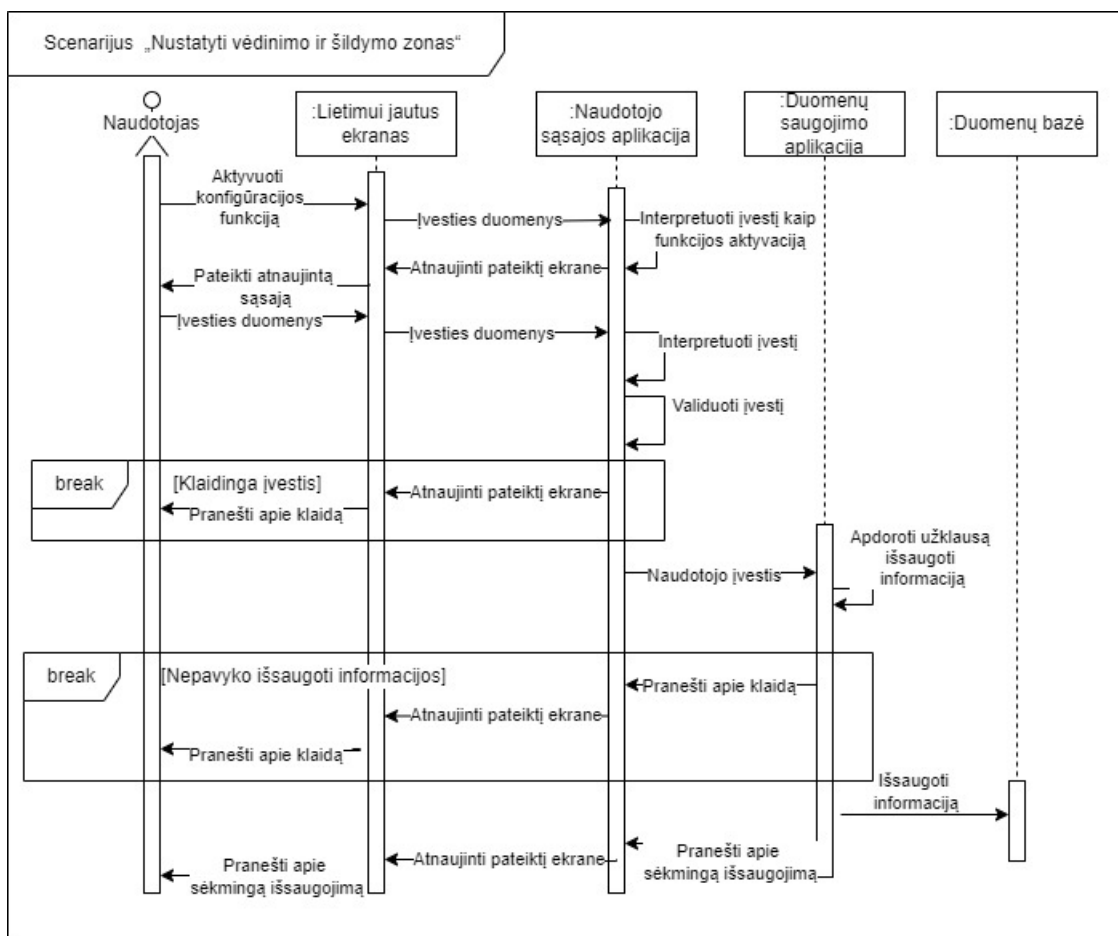 Scenarijus „Nustatyti vėdinimo ir šildymo zonas“
Naudotojas
:Lietimui jautus
ekranas
:Naudotojo
sąsajos aplikacija
:Duomenų
saugojimo
aplikacija
:Duomenų bazė
Aktyvuoti
konfigūracijos
funkciją
Įvesties duomenys
Interpretuoti įvestį kaip
funkcijos aktyvaciją
Atnaujinti pateiktį ekrane
Pateikti atnaujintą
sąsają
Įvesties duomenys
Įvesties duomenys
Interpretuoti įvestį
Validuoti įvestį
break
[Klaidinga įvestis]
Atnaujinti pateiktį ekrane
Pranešti apie klaidą
Naudotojo įvestis
Apdoroti užklausą
išsaugoti
informaciją
break
[Nepavyko išsaugoti informacijos]
Pranešti apie klaidą
Atnaujinti pateiktį ekrane
Pranešti apie klaidą
Išsaugoti
informaciją
Pranešti apie
sėkmingą išsaugojimą
Atnaujinti pateiktį ekrane
Pranešti apie
sėkmingą išsaugojimą